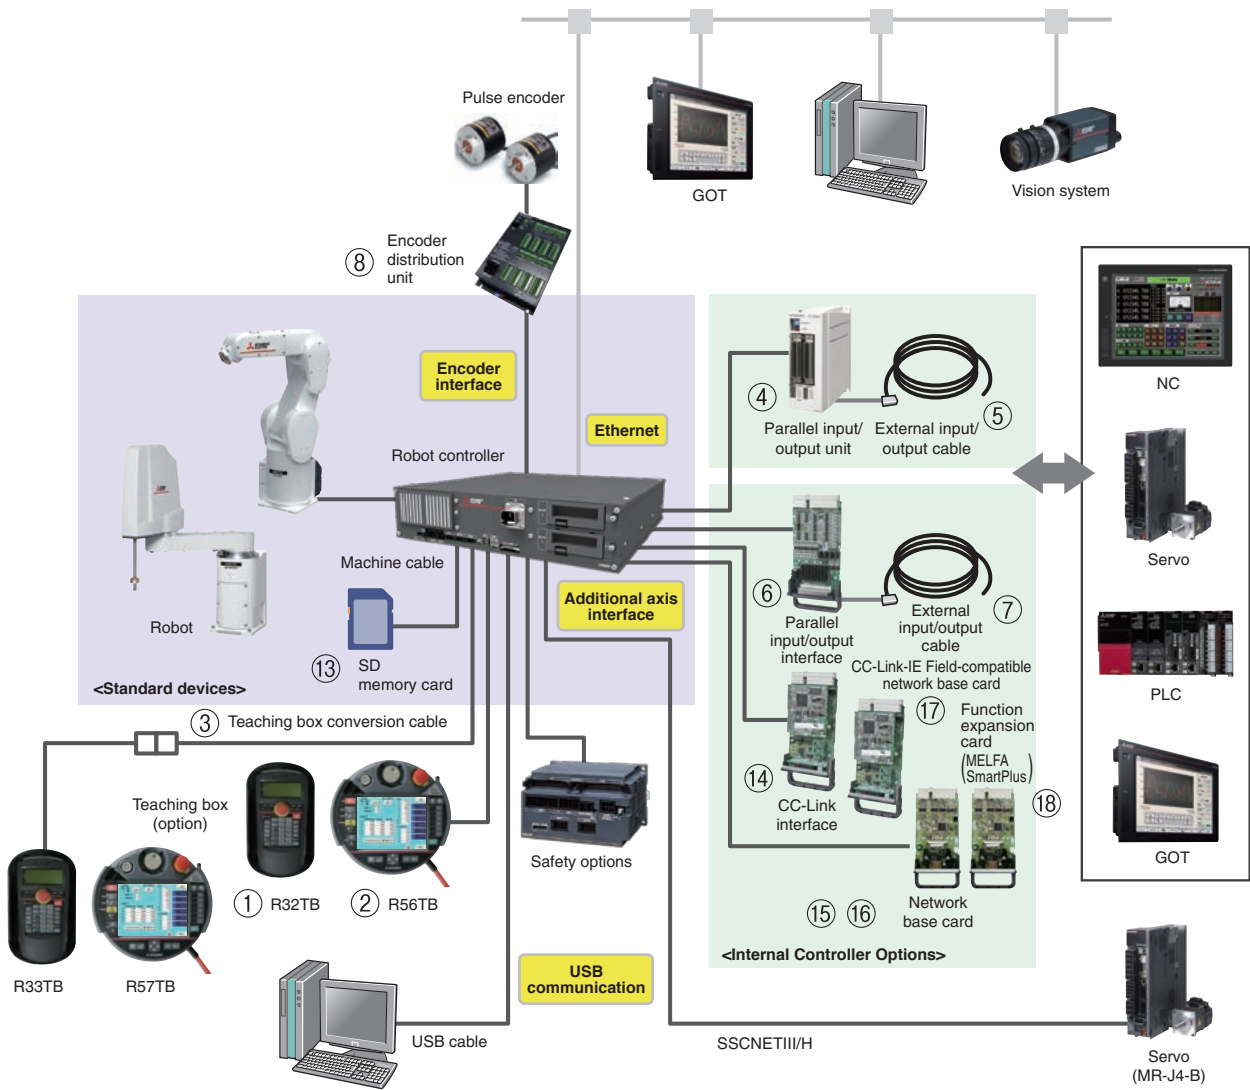 Pulse encoder
GOT
Vision system
8
Encoder
distribution
unit
Encoder
interface
Ethernet
Robot controller
4
Parallel input/
output unit
External input/
output cable
5
NC
Servo
PLC
GOT
Machine cable
Additional axis
interface
Robot
13
SD
memory card
<Standard devices>
6
Parallel
input/output
interface
External
input/output
cable
7
CC-Link-IE Field-compatible
network base card
17
Function
expansion
card
(MELFA
SmartPlus)
18
14
CC-Link
interface
15
16
Network
base card
<Internal Controller Options>
3
Teaching box conversion cable
Teaching box
(option)
1
R32TB
2
R56TB
R33TB
R57TB
Safety options
USB
communication
USB cable
SSCNETIII/H
Servo
(MR-J4-B)